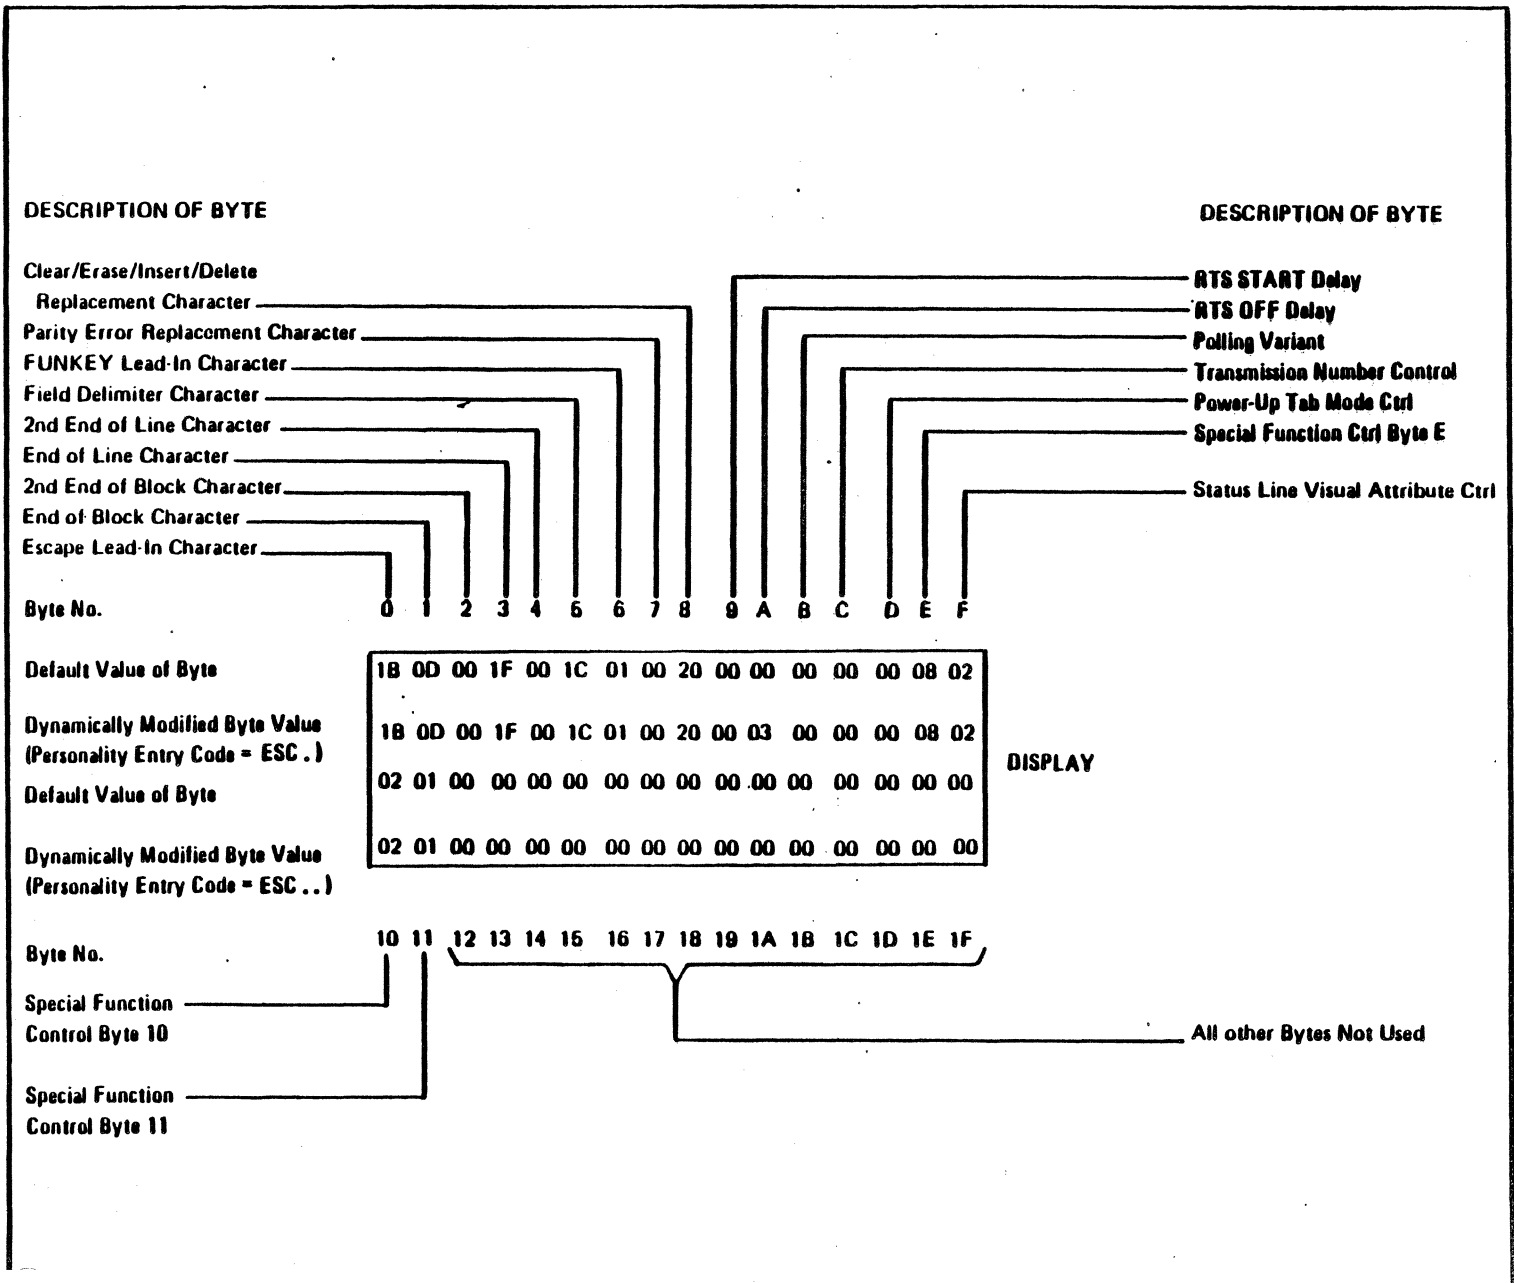 DESCRIPTION OF BYTE
DESCRIPTION OF BYTE
Clear/Erase/Insert/Delete
Replacement Character
Parity Error Replacement Character
FUNKEY Lead-In Character
Field Delimiter Character
2nd End of Line Character
End of Line Character
2nd End of Block Character
End of Block Character
Escape Lead-In Character
RTS START Delay
RTS OFF Delay
Polling Variant
Transmission Number Control
Power-Up Tab Mode Ctrl
Special Function Ctrl Byte E
Status Line Visual Attribute Ctrl
Byte No. 0 1 2 3 4 5 6 7 8 9 A B C D E F
Default Value of Byte 1B 0D 00 1F 00 1C 01 00 20 00 00 00 00 00 08 02
Dynamically Modified Byte Value 1B 0D 00 1F 00 1C 01 00 20 00 03 00 00 00 08 02
(Personality Entry Code = ESC .)
DISPLAY
Default Value of Byte 02 01 00 00 00 00 00 00 00 00 00 00 00 00 00 00
Dynamically Modified Byte Value 02 01 00 00 00 00 00 00 00 00 00 00 00 00 00 00
(Personality Entry Code = ESC . .)
Byte No. 10 11 12 13 14 15 16 17 18 19 1A 1B 1C 1D 1E 1F
Special Function
Control Byte 10
All other Bytes Not Used
Special Function
Control Byte 11